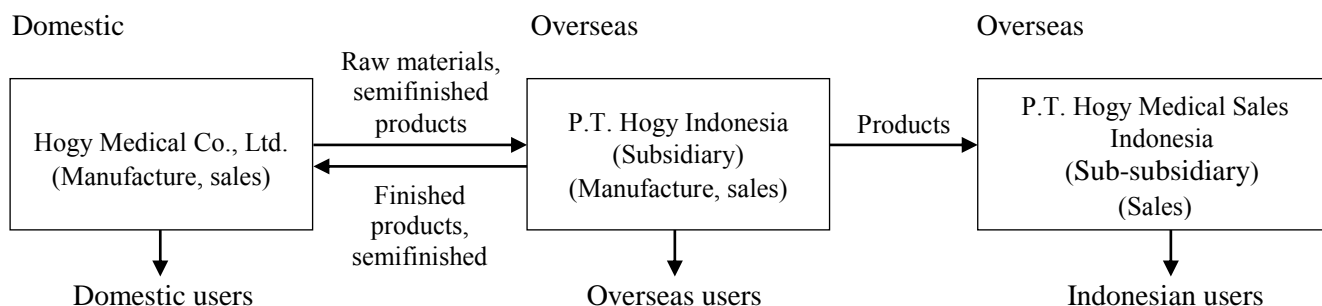 Domestic
Overseas
Overseas
Hogy Medical Co., Ltd.
(Manufacture, sales)
Raw materials,
semifinished
products
Finished
products,
semifinished
P.T. Hogy Indonesia
(Subsidiary)
(Manufacture, sales)
Products
P.T. Hogy Medical Sales
Indonesia
(Sub-subsidiary)
(Sales)
Domestic users
Overseas users
Indonesian users